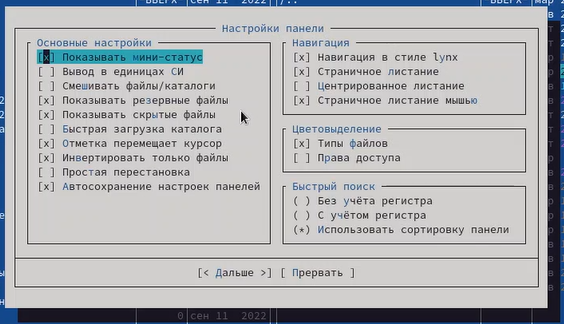 ВВЕРХ сен 11 2022 /..
Настройки панели
Основные настройки
[x] Показывать мини-статус
[ ] Вывод в единицах СИ
[ ] Смешивать файлы/каталоги
[x] Показывать резервные файлы
[x] Показывать скрытые файлы
[ ] Быстрая загрузка каталога
[x] Отметка перемещает курсор
[x] Инвертировать только файлы
[ ] Простая перестановка
[x] Автосохранение настроек панелей
Навигация
[x] Навигация в стиле lynx
[x] Страничное листание
[ ] Центрированное листание
[x] Страничное листание мышью
Цветовыделение
[x] Типы файлов
[ ] Права доступа
Быстрый поиск
( ) Без учётa регистра
( ) С учётом регистра
(*) Использовать сортировку панели
[< Дальше >] [ Прервать ]
0 сен 11 2022